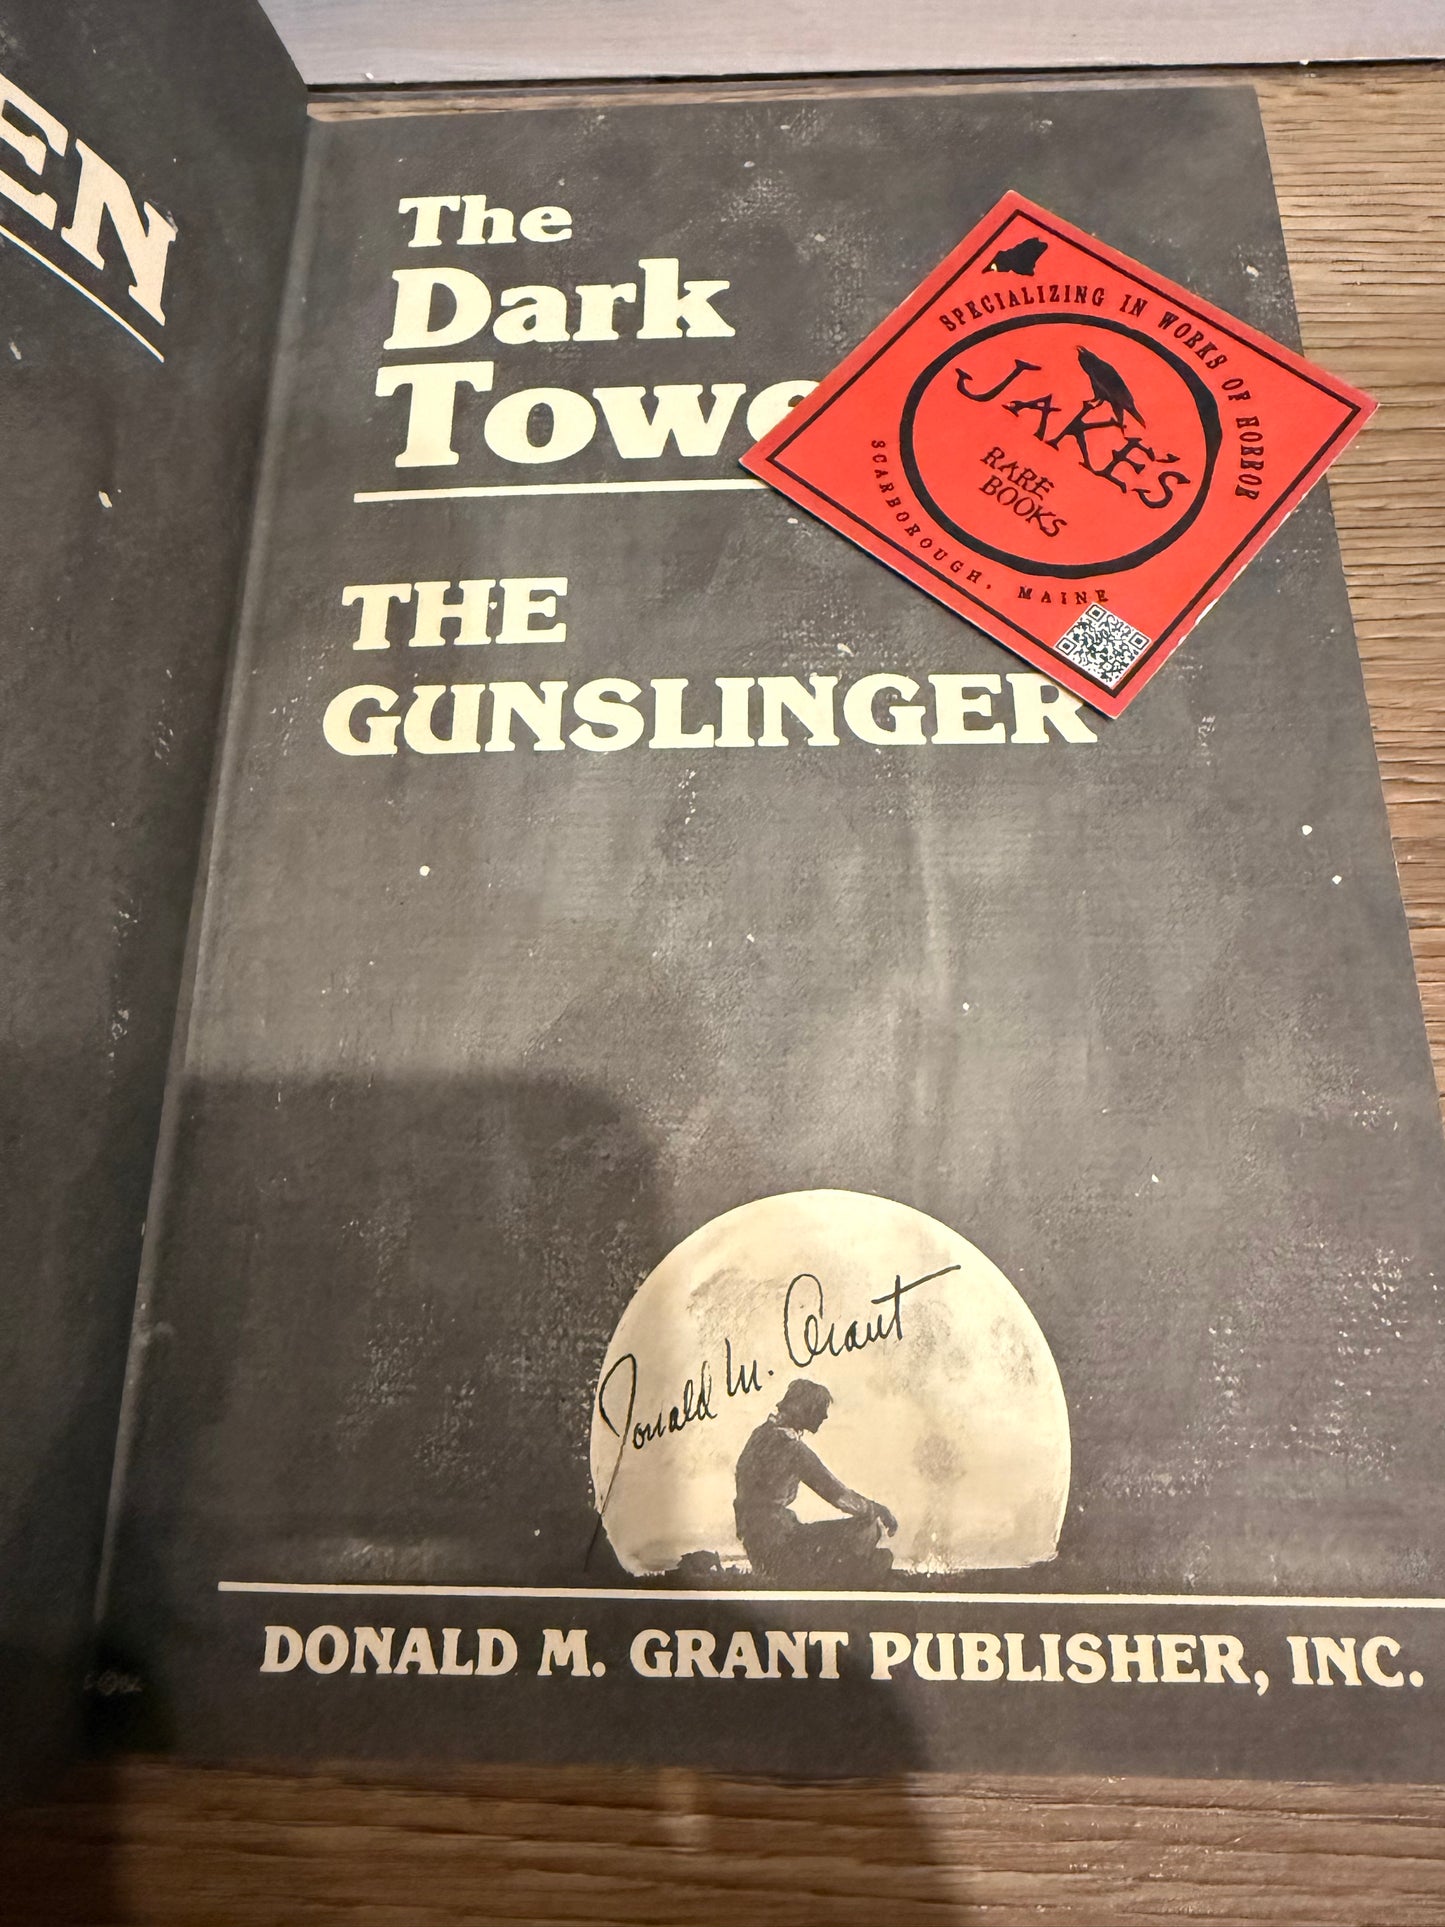 EN
The
Dark
Towe
THE
GUNSLINGER
SPECIALIZING IN WORKS OF HORROR
JAKE'S
RARE
BOOKS
SCARBOROUGH, MAINE
Donald M. Grant
DONALD M. GRANT PUBLISHER, INC.